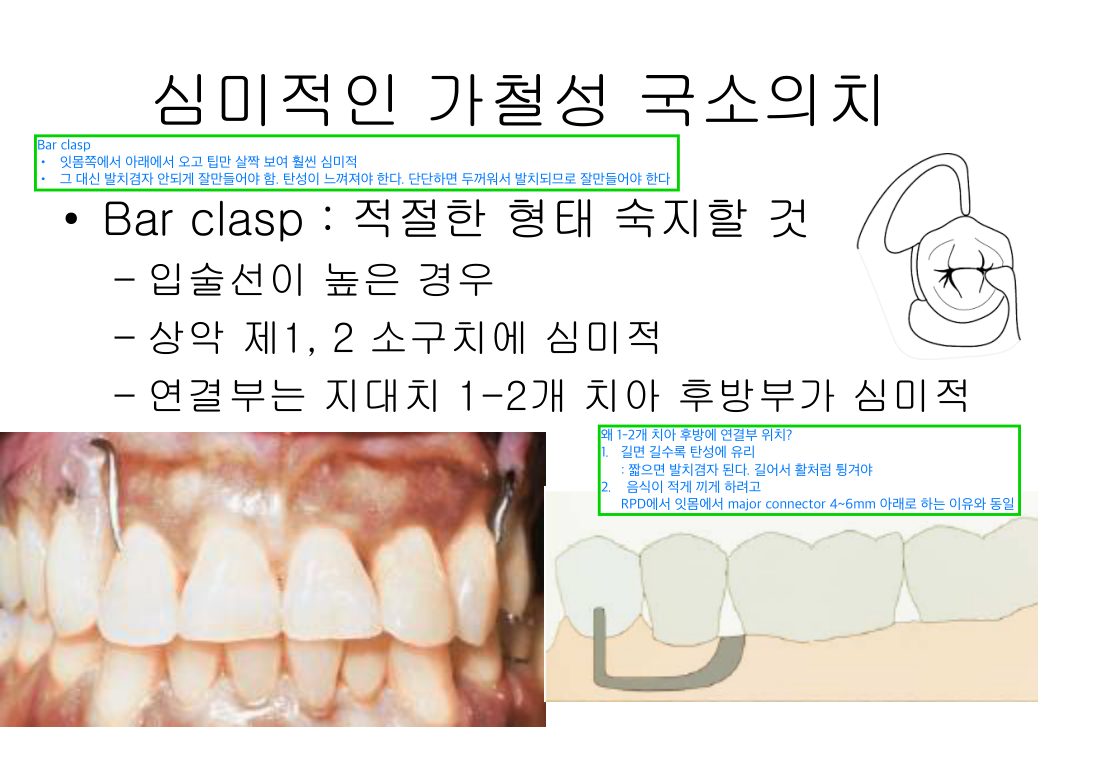 심미적인 가철성 국소의치
Bar clasp
• 잇몸쪽에서 아래에서 오고 팁만 살짝 보여 훨씬 심미적
• 그 대신 발치겸자 안되게 잘만들어야 함. 탄성이 느껴져야 한다. 단단하면 두꺼워서 발치되므로 잘만들어야 한다
• Bar clasp : 적절한 형태 숙지할 것
– 입술선이 높은 경우
– 상악 제1, 2 소구치에 심미적
– 연결부는 지대치 1-2개 치아 후방부가 심미적
왜 1-2개 치아 후방에 연결부 위치?
1. 길면 길수록 탄성에 유리
: 짧으면 발치겸자 된다. 길어서 활처럼 튕겨야
2. 음식이 적게 끼게 하려고
RPD에서 잇몸에서 major connector 4~6mm 아래로 하는 이유와 동일